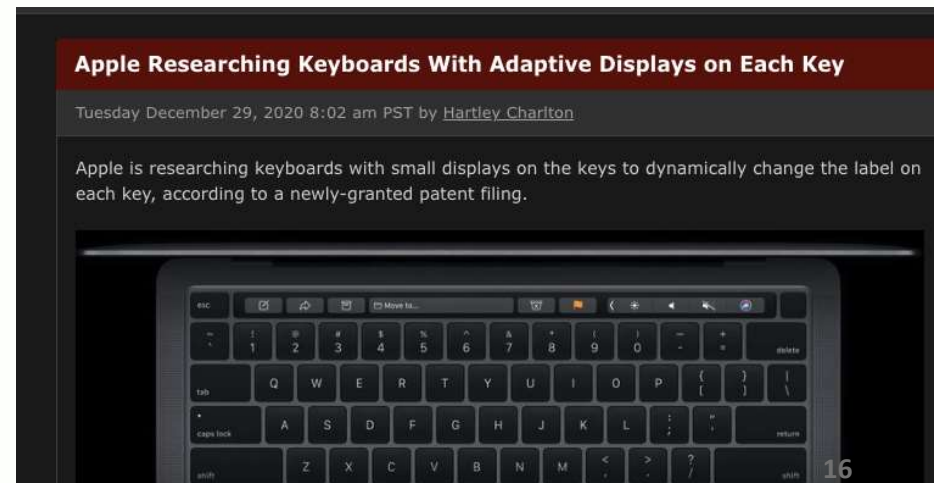 Apple Researching Keyboards With Adaptive Displays on Each Key
Tuesday December 29, 2020 8:02 am PST by Hartley Charlton
Apple is researching keyboards with small displays on the keys to dynamically change the label on
each key, according to a newly-granted patent filing.
esc Move to...
~ ! @ # $ % ^ & * ( ) — +
` 1 2 3 4 5 6 7 8 9 0 - = delete
tab Q W E R T Y U I O P { [ } ] | \
caps lock A S D F G H J K L : ; " ' return
shift Z X C V B N M < , > . ? / shift
16